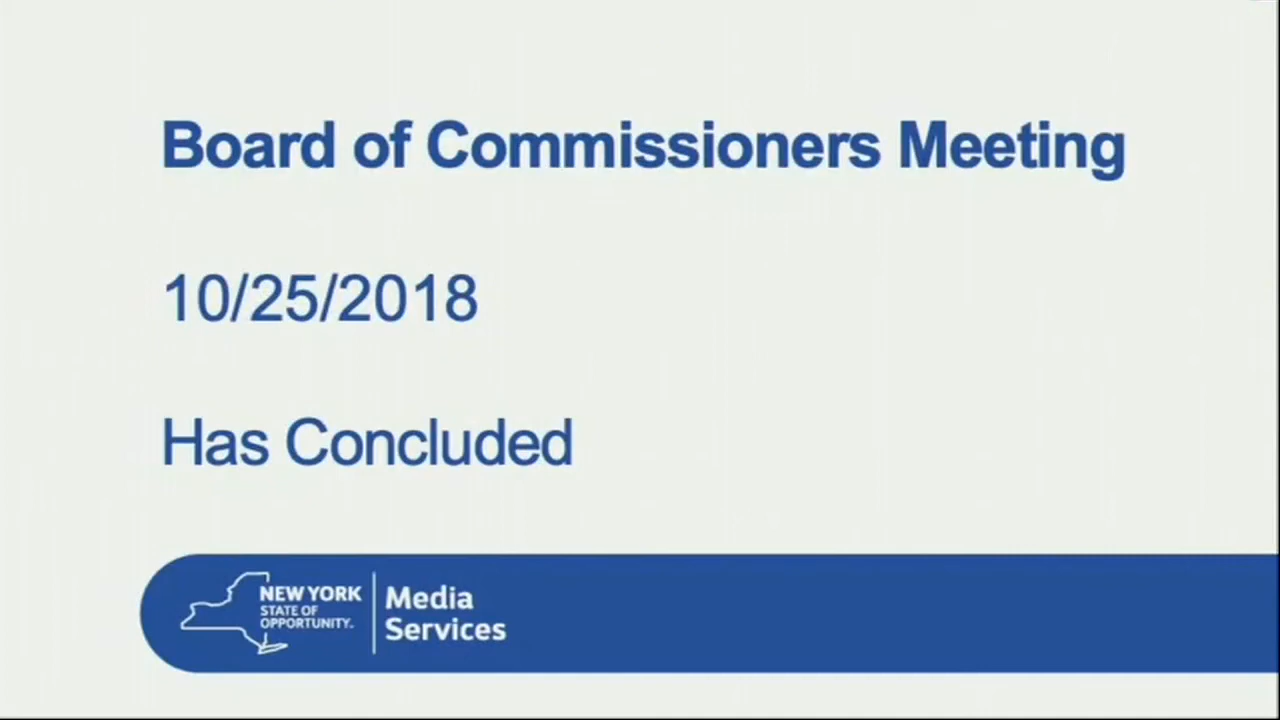 Board of Commissioners Meeting
10/25/2018
Has Concluded
NEW YORK
STATE OF
OPPORTUNITY.
Media
Services